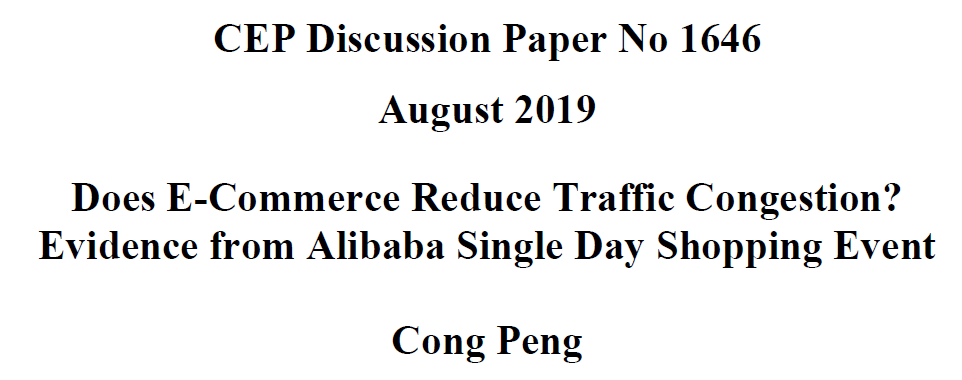 CEP Discussion Paper No 1646
August 2019
Does E-Commerce Reduce Traffic Congestion?
Evidence from Alibaba Single Day Shopping Event
Cong Peng